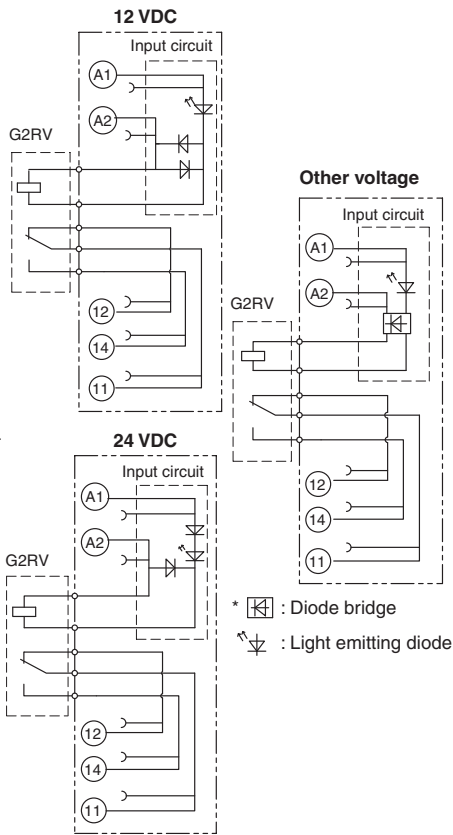 12 VDC
Input circuit
A1
A2
G2RV
12
14
11
Other voltage
Input circuit
A1
A2
G2RV
12
14
11
24 VDC
Input circuit
A1
A2
G2RV
12
14
11
* : Diode bridge
: Light emitting diode